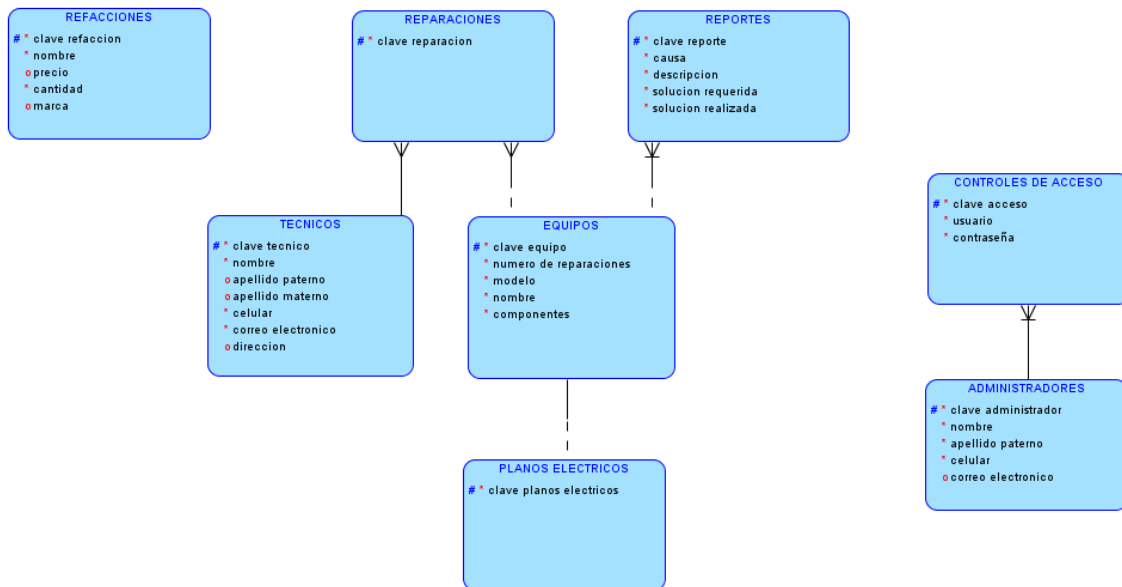 REFACCIONES
# * clave refaccion
* nombre
o precio
* cantidad
o marca
REPARACIONES
# * clave reparacion
REPORTES
# * clave reporte
* causa
* descripcion
* solucion requerida
* solucion realizada
CONTROLES DE ACCESO
# * clave acceso
* usuario
* contraseña
TECNICOS
# * clave tecnico
* nombre
o apellido paterno
o apellido materno
* celular
* correo electronico
o direccion
EQUIPOS
# * clave equipo
* numero de reparaciones
* modelo
* nombre
* componentes
ADMINISTRADORES
# * clave administrador
* nombre
* apellido paterno
* celular
o correo electronico
PLANOS ELECTRICOS
# * clave planos electricos